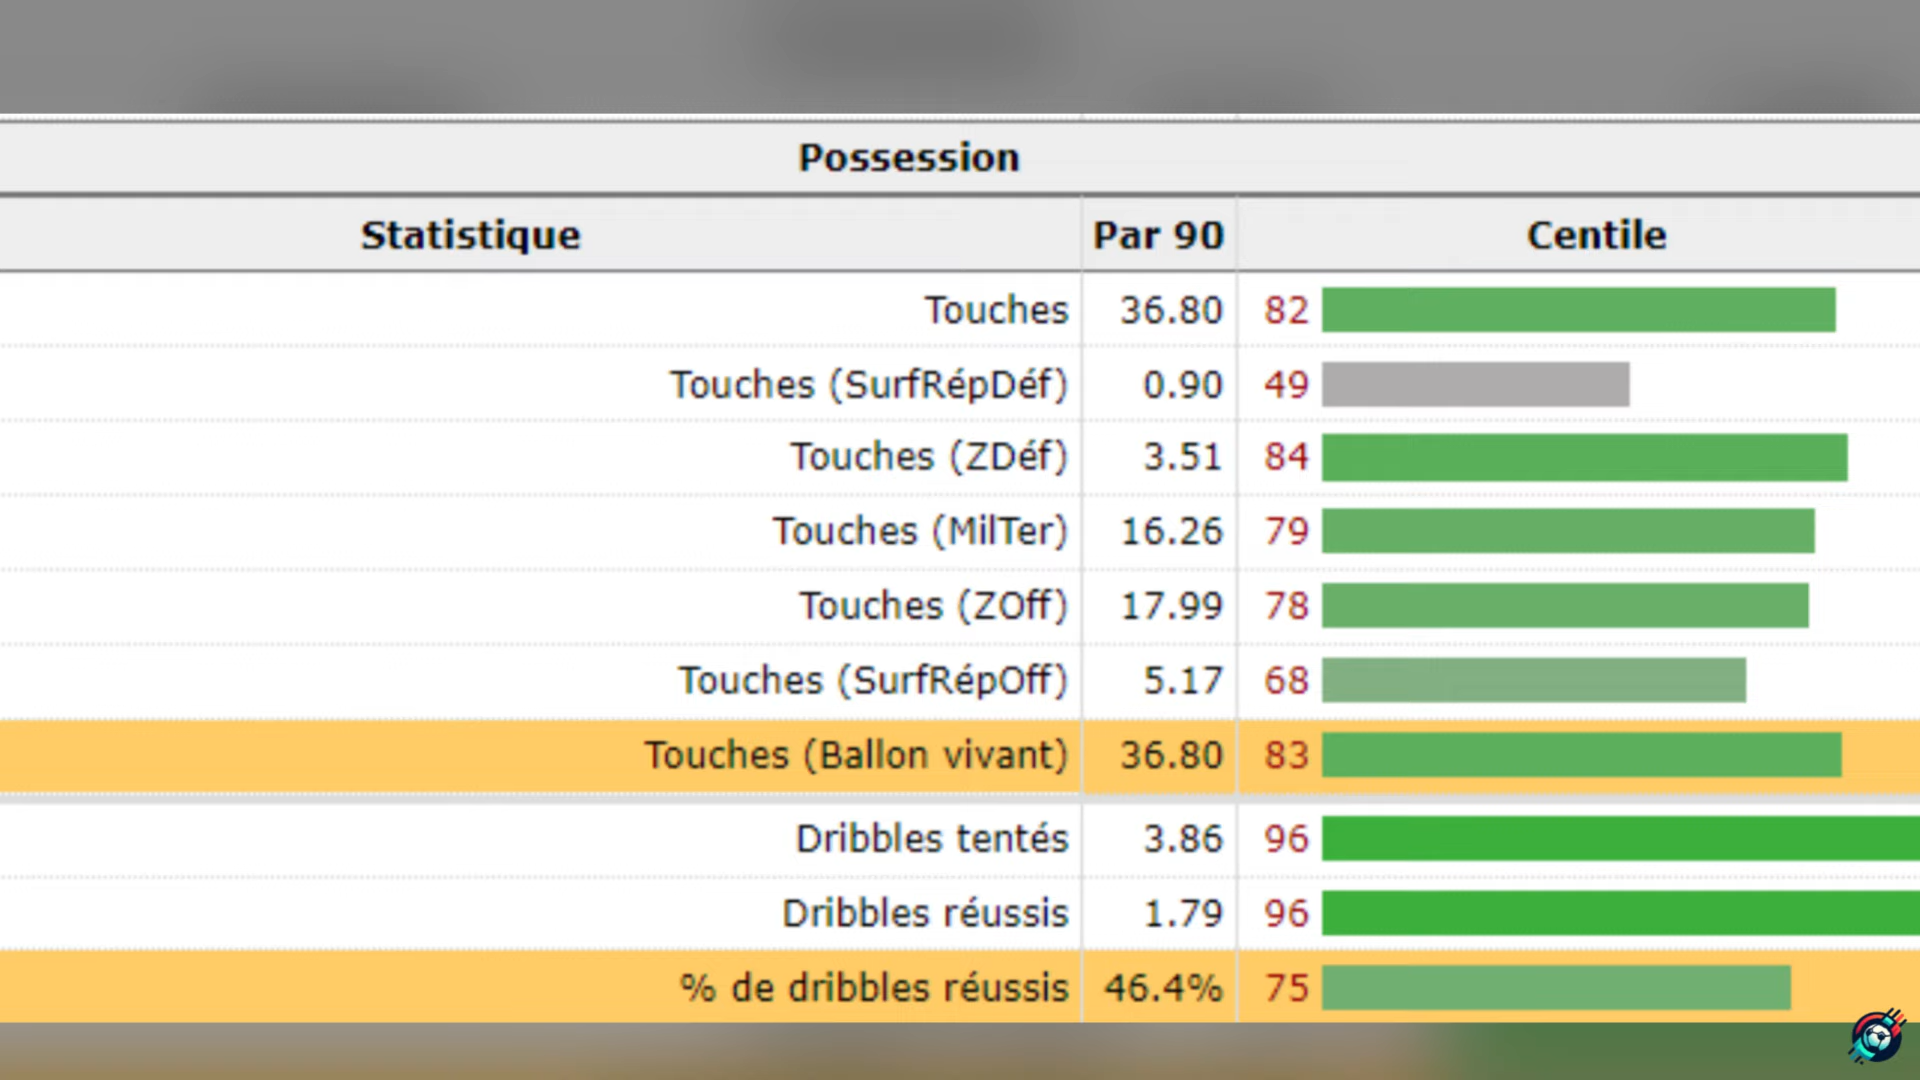 Possession
Statistique Par 90 Centile
Touches 36.80 82
Touches (SurfRépDéf) 0.90 49
Touches (ZDéf) 3.51 84
Touches (MilTer) 16.26 79
Touches (ZOff) 17.99 78
Touches (SurfRépOff) 5.17 68
Touches (Ballon vivant) 36.80 83
Dribbles tentés 3.86 96
Dribbles réussis 1.79 96
% de dribbles réussis 46.4% 75